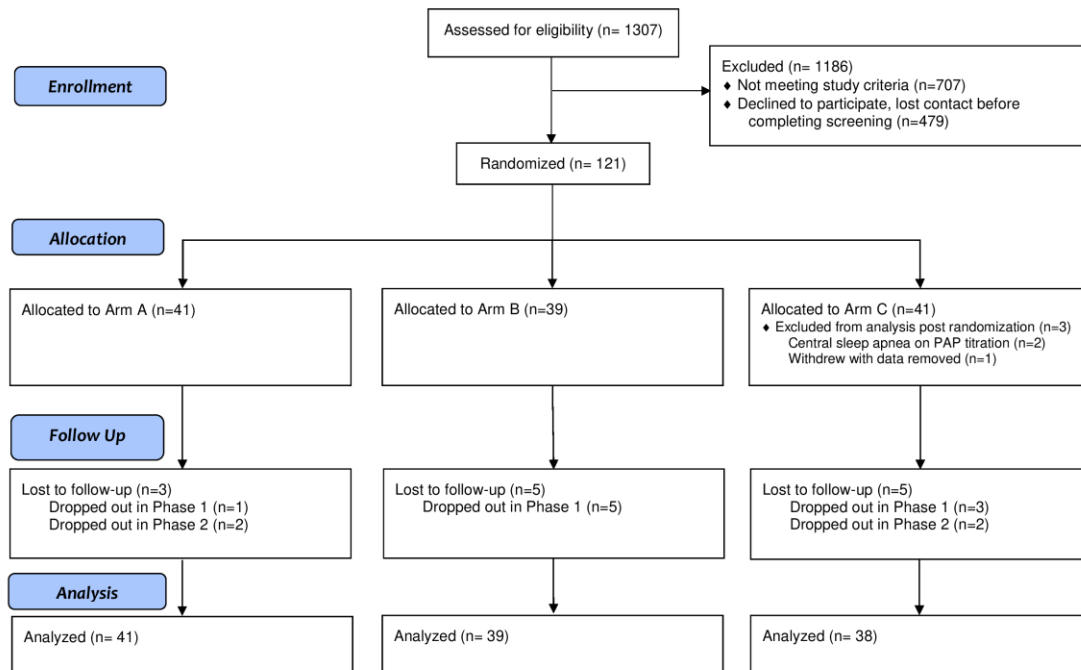 Assessed for eligibility (n= 1307)
Enrollment
Excluded (n= 1186)
♦ Not meeting study criteria (n=707)
♦ Declined to participate, lost contact before
completing screening (n=479)
Randomized (n= 121)
Allocation
Allocated to Arm A (n=41)
Allocated to Arm B (n=39)
Allocated to Arm C (n=41)
♦ Excluded from analysis post randomization (n=3)
Central sleep apnea on PAP titration (n=2)
Withdrew with data removed (n=1)
Follow Up
Lost to follow-up (n=3)
Dropped out in Phase 1 (n=1)
Dropped out in Phase 2 (n=2)
Lost to follow-up (n=5)
Dropped out in Phase 1 (n=5)
Lost to follow-up (n=5)
Dropped out in Phase 1 (n=3)
Dropped out in Phase 2 (n=2)
Analysis
Analyzed (n= 41)
Analyzed (n= 39)
Analyzed (n= 38)